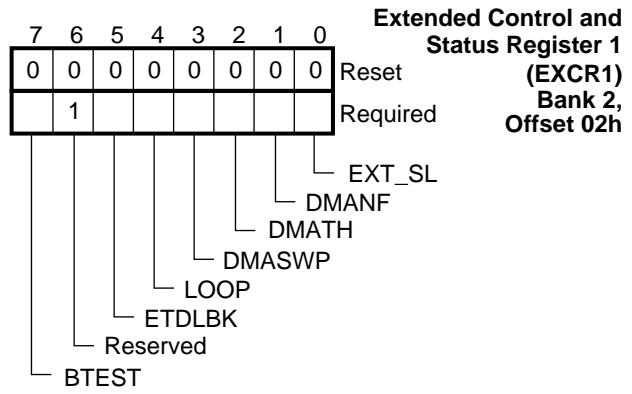 Extended Control and
Status Register 1
(EXCR1)
Bank 2,
Offset 02h
7 6 5 4 3 2 1 0
0 0 0 0 0 0 0 0 Reset
1 Required
EXT_SL
DMANF
DMATH
DMASWP
LOOP
ETDLBK
Reserved
BTEST